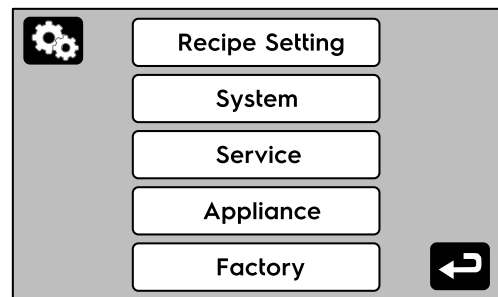 Recipe Setting
System
Service
Appliance
Factory